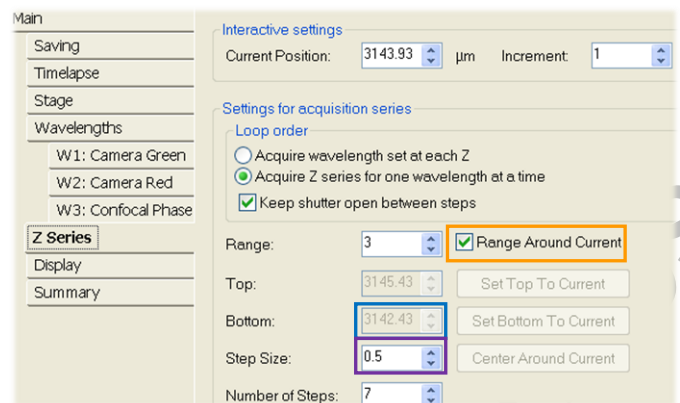 Main
Saving
Timelapse
Stage
Wavelengths
W1: Camera Green
W2: Camera Red
W3: Confocal Phase
Z Series
Display
Summary
Interactive settings
Current Position: 3143.93 µm Increment: 1
Settings for acquisition series
Loop order
Acquire wavelength set at each Z
Acquire Z series for one wavelength at a time
Keep shutter open between steps
Range: 3 Range Around Current
Top: 3145.43 Set Top To Current
Bottom: 3142.43 Set Bottom To Current
Step Size: 0.5 Center Around Current
Number of Steps: 7